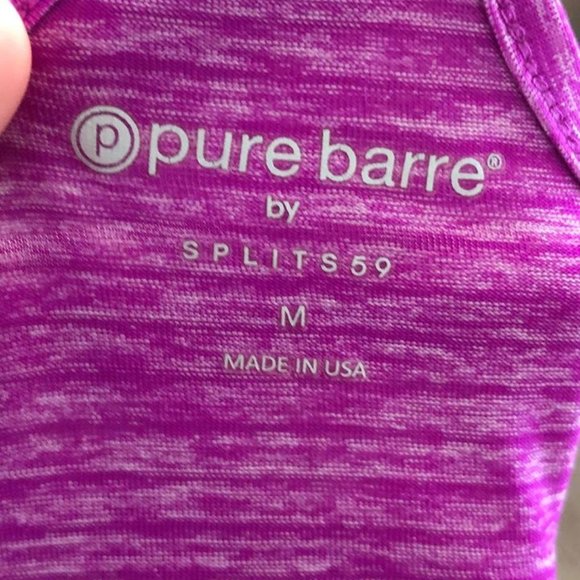 p pure barre®
by
SPLITS59
M
MADE IN USA